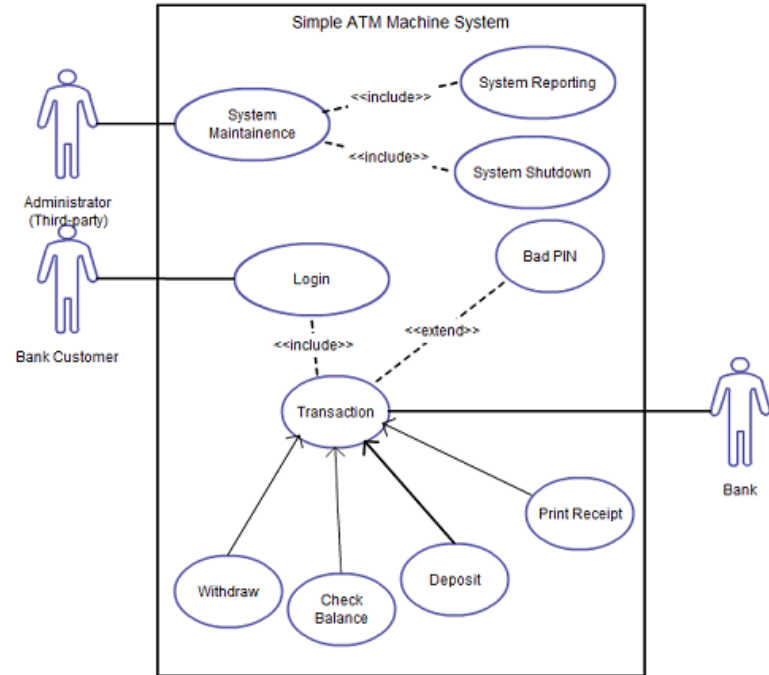 Simple ATM Machine System
System Reporting
<<include>>
System
Maintainence
<<include>>
System Shutdown
Administrator
(Third-party)
Bad PIN
Login
<<extend>>
<<include>>
Bank Customer
Transaction
Bank
Print Receipt
Withdraw
Check
Balance
Deposit